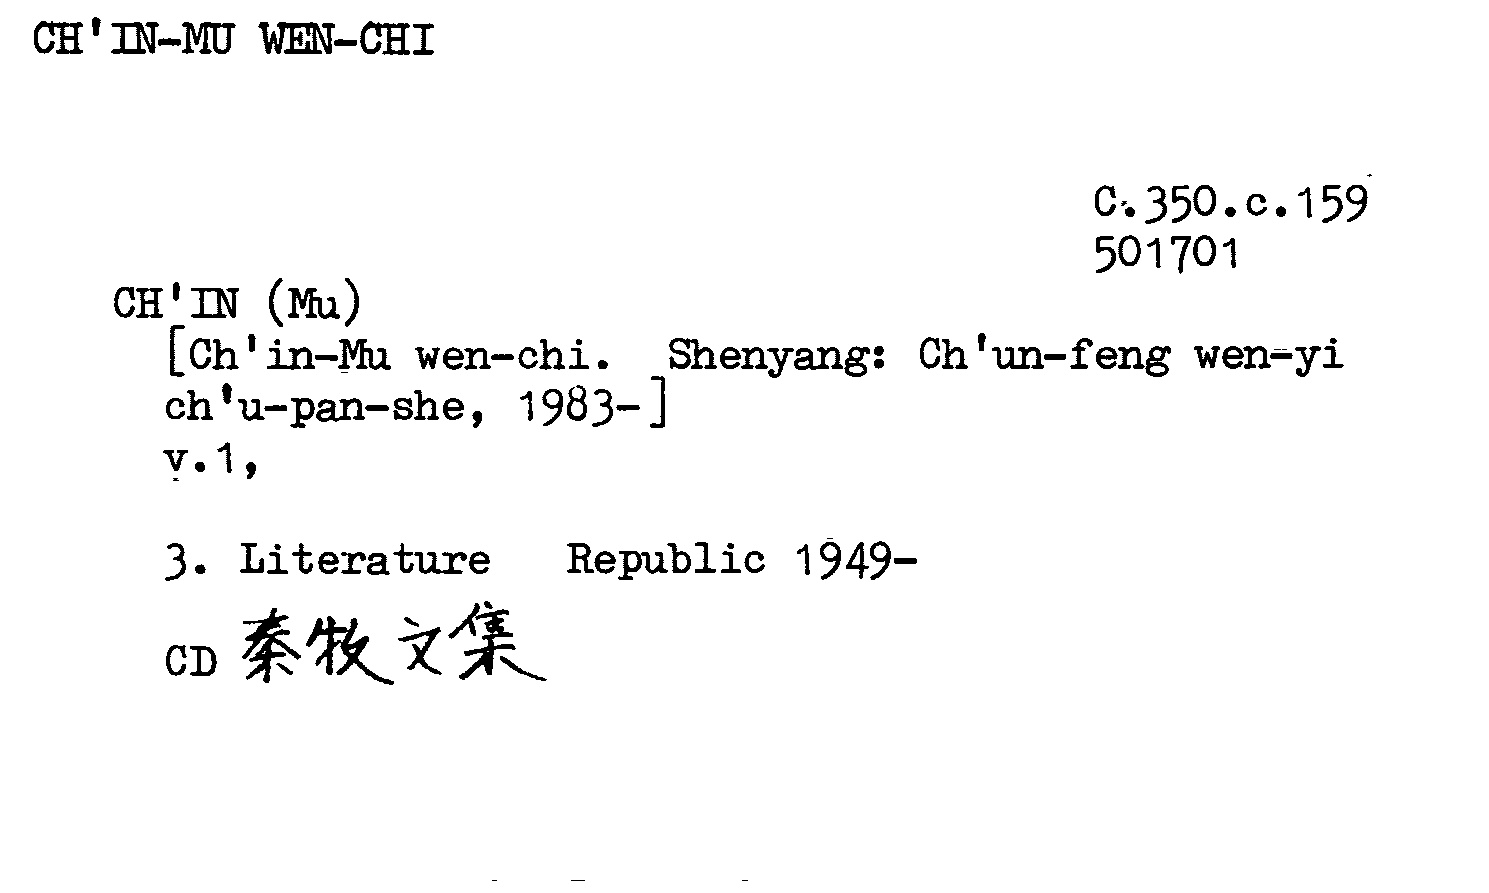 CH'IN-MU WEN-CHI
C.350.c.159
501701
CH'IN (Mu)
[Ch'in-Mu wen-chi. Shenyang: Ch'un-feng wen-yi
ch'u-pan-she, 1983-]
v.1,
3. Literature Republic 1949-
CD 秦牧文集